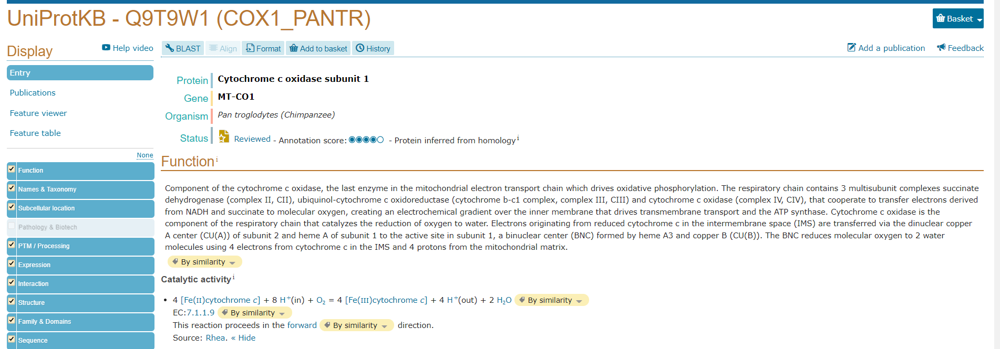 UniProtKB - Q9T9W1 (COX1_PANTR)
Basket
Display
Help video
BLAST Align Format Add to basket History
Add a publication Feedback
Entry
Publications
Feature viewer
Feature table
None
Function
Names & Taxonomy
Subcellular location
Pathology & Biotech
PTM / Processing
Expression
Interaction
Structure
Family & Domains
Sequence
Protein Cytochrome c oxidase subunit 1
Gene MT-CO1
Organism Pan troglodytes (Chimpanzee)
Status Reviewed - Annotation score: - Protein inferred from homology i
Function i
Component of the cytochrome c oxidase, the last enzyme in the mitochondrial electron transport chain which drives oxidative phosphorylation. The respiratory chain contains 3 multisubunit complexes succinate
dehydrogenase (complex II, CII), ubiquinol-cytochrome c oxidoreductase (cytochrome b-c1 complex, complex III, CIII) and cytochrome c oxidase (complex IV, CIV), that cooperate to transfer electrons derived
from NADH and succinate to molecular oxygen, creating an electrochemical gradient over the inner membrane that drives transmembrane transport and the ATP synthase. Cytochrome c oxidase is the
component of the respiratory chain that catalyzes the reduction of oxygen to water. Electrons originating from reduced cytochrome c in the intermembrane space (IMS) are transferred via the dinuclear copper
A center (CU(A)) of subunit 2 and heme A of subunit 1 to the active site in subunit 1, a binuclear center (BNC) formed by heme A3 and copper B (CU(B)). The BNC reduces molecular oxygen to 2 water
molecules using 4 electrons from cytochrome c in the IMS and 4 protons from the mitochondrial matrix.
By similarity
Catalytic activity i
• 4 [Fe(II)cytochrome c] + 8 H⁺(in) + O₂ = 4 [Fe(III)cytochrome c] + 4 H⁺(out) + 2 H₂O By similarity
EC:7.1.1.9 By similarity
This reaction proceeds in the forward By similarity direction.
Source: Rhea. « Hide